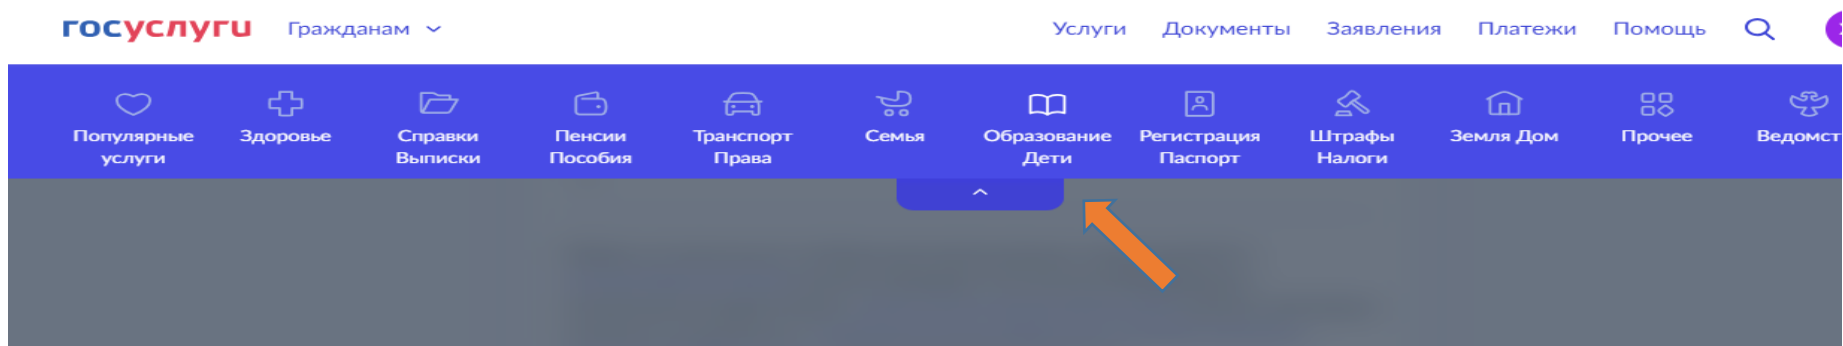 госуслуги Гражданам Услуги Документы Заявления Платежи Помощь
Популярные услуги
Здоровье
Справки Выписки
Пенсии Пособия
Транспорт Права
Семья
Образование Дети
Регистрация Паспорт
Штрафы Налоги
Земля Дом
Прочее
Ведомст